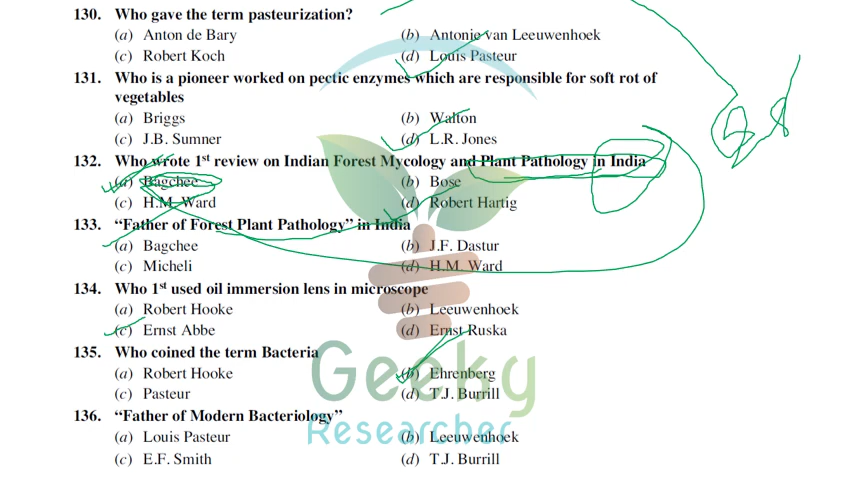 130. Who gave the term pasteurization?
(a) Anton de Bary (b) Antonie van Leeuwenhoek
(c) Robert Koch (d) Louis Pasteur
131. Who is a pioneer worked on pectic enzymes which are responsible for soft rot of
vegetables
(a) Briggs (b) Walton
(c) J.B. Sumner (d) L.R. Jones
132. Who wrote 1st review on Indian Forest Mycology and Plant Pathology in India
(a) Bagchee (b) Bose
(c) H.M. Ward (d) Robert Hartig
133. “Father of Forest Plant Pathology” in India
(a) Bagchee (b) J.F. Dastur
(c) Micheli (d) H.M. Ward
134. Who 1st used oil immersion lens in microscope
(a) Robert Hooke (b) Leeuwenhoek
(c) Ernst Abbe (d) Ernst Ruska
135. Who coined the term Bacteria
(a) Robert Hooke (b) Ehrenberg
(c) Pasteur (d) T.J. Burrill
136. “Father of Modern Bacteriology”
(a) Louis Pasteur (b) Leeuwenhoek
(c) E.F. Smith (d) T.J. Burrill
Geeky
Researcher